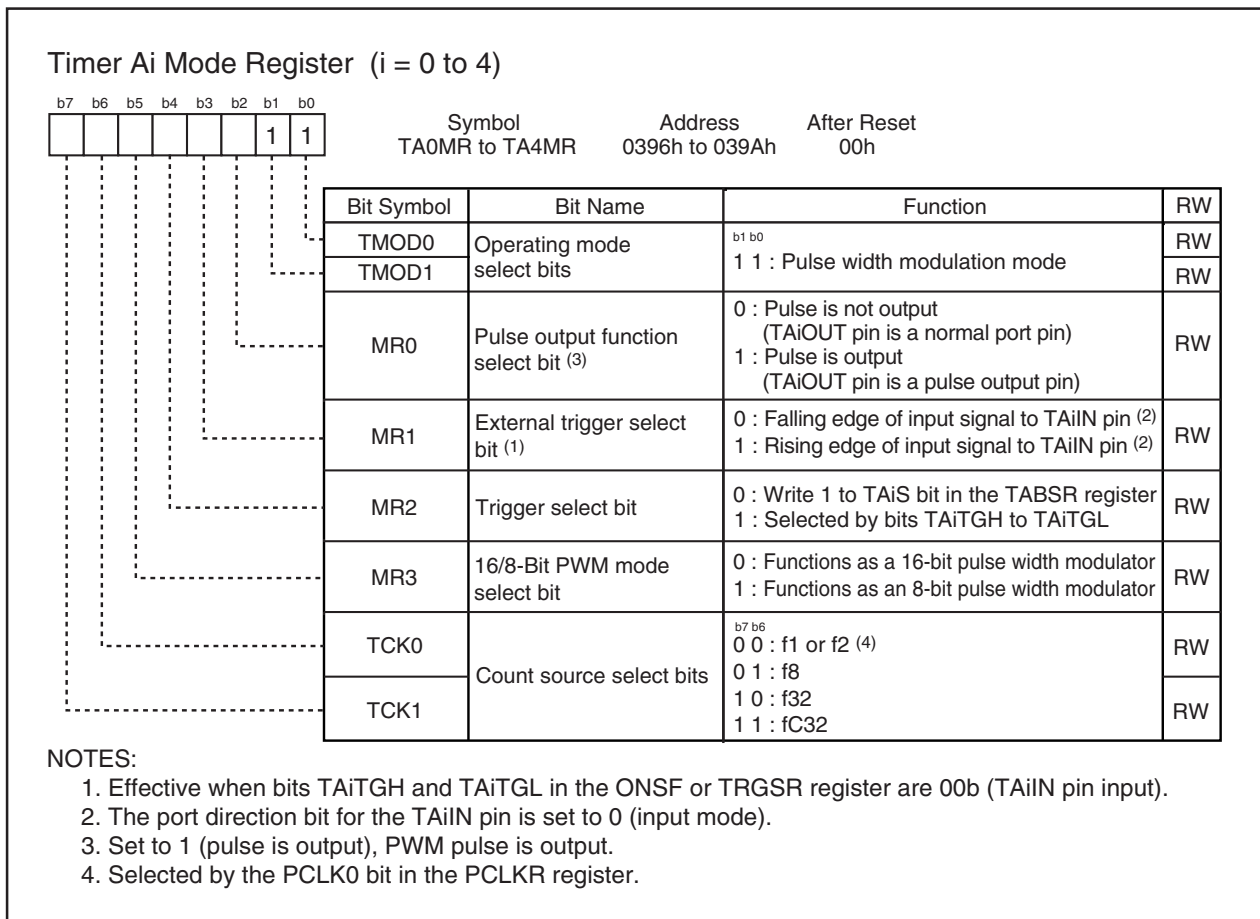 Timer Ai Mode Register (i = 0 to 4)
b7 b6 b5 b4 b3 b2 b1 b0
1 1
Symbol Address After Reset
TA0MR to TA4MR 0396h to 039Ah 00h
Bit Symbol Bit Name Function RW
TMOD0 Operating mode select bits b1 b0 RW
TMOD1 1 1 : Pulse width modulation mode RW
MR0 Pulse output function select bit (3) 0 : Pulse is not output RW
(TAiOUT pin is a normal port pin)
1 : Pulse is output
(TAiOUT pin is a pulse output pin)
MR1 External trigger select bit (1) 0 : Falling edge of input signal to TAiIN pin (2) RW
1 : Rising edge of input signal to TAiIN pin (2)
MR2 Trigger select bit 0 : Write 1 to TAiS bit in the TABSR register RW
1 : Selected by bits TAiTGH to TAiTGL
MR3 16/8-Bit PWM mode select bit 0 : Functions as a 16-bit pulse width modulator RW
1 : Functions as an 8-bit pulse width modulator
TCK0 Count source select bits b7 b6 RW
0 0 : f1 or f2 (4)
0 1 : f8
TCK1 1 0 : f32 RW
1 1 : fC32
NOTES:
1. Effective when bits TAiTGH and TAiTGL in the ONSF or TRGSR register are 00b (TAiIN pin input).
2. The port direction bit for the TAiIN pin is set to 0 (input mode).
3. Set to 1 (pulse is output), PWM pulse is output.
4. Selected by the PCLK0 bit in the PCLKR register.